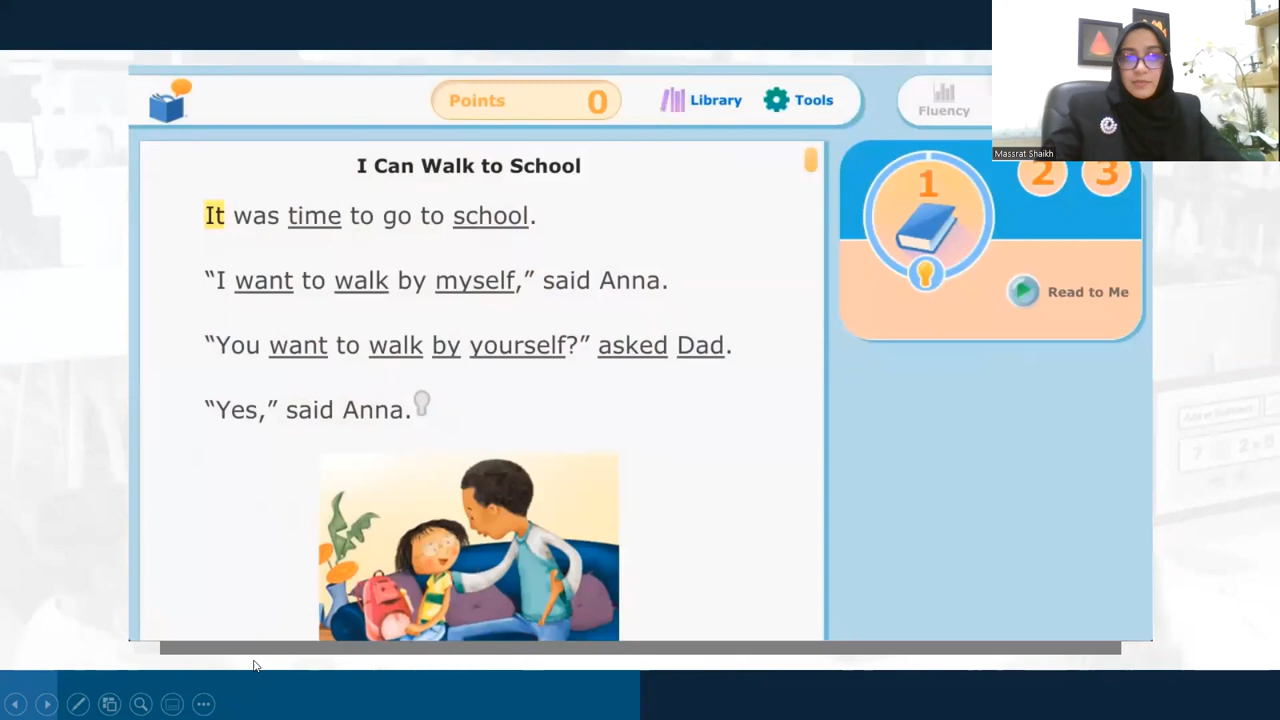 Points 0 Library Tools Fluency
Massrat Shaikh
I Can Walk to School
It was time to go to school.
“I want to walk by myself,” said Anna.
“You want to walk by yourself?” asked Dad.
“Yes,” said Anna.
1 2 3
Read to Me